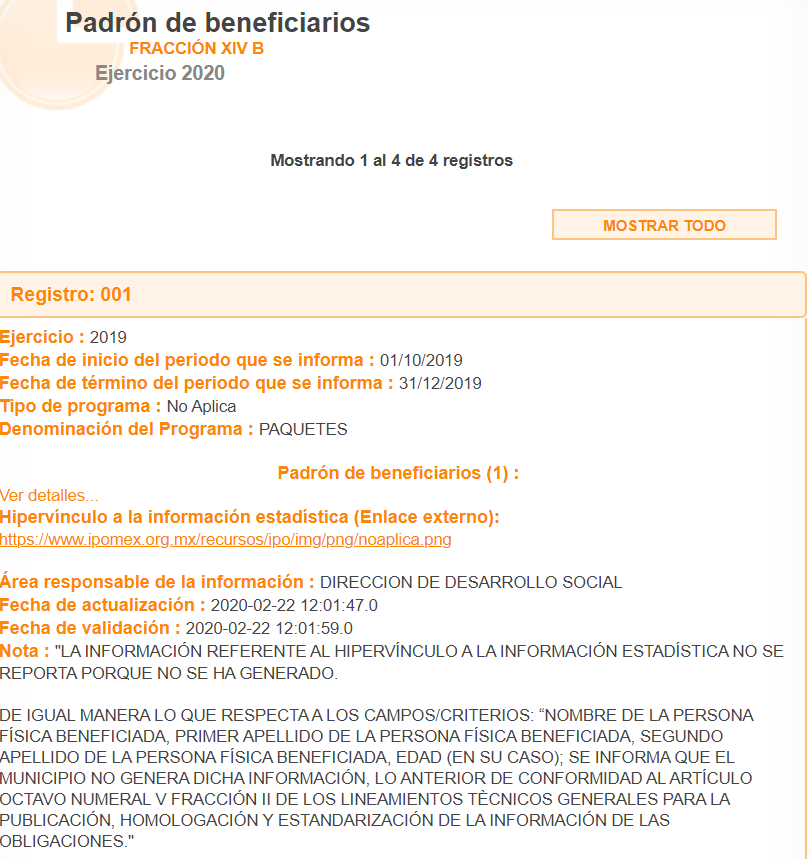 Padrón de beneficiarios
FRACCIÓN XIV B
Ejercicio 2020
Mostrando 1 al 4 de 4 registros
MOSTRAR TODO
Registro: 001
Ejercicio : 2019
Fecha de inicio del periodo que se informa : 01/10/2019
Fecha de término del periodo que se informa : 31/12/2019
Tipo de programa : No Aplica
Denominación del Programa : PAQUETES
Padrón de beneficiarios (1) :
Ver detalles...
Hipervínculo a la información estadística (Enlace externo):
https://www.ipomex.org.mx/recursos/ipo/img/png/noaplica.png
Área responsable de la información : DIRECCION DE DESARROLLO SOCIAL
Fecha de actualización : 2020-02-22 12:01:47.0
Fecha de validación : 2020-02-22 12:01:59.0
Nota : "LA INFORMACIÓN REFERENTE AL HIPERVÍNCULO A LA INFORMACIÓN ESTADÍSTICA NO SE
REPORTA PORQUE NO SE HA GENERADO.
DE IGUAL MANERA LO QUE RESPECTA A LOS CAMPOS/CRITERIOS: “NOMBRE DE LA PERSONA
FÍSICA BENEFICIADA, PRIMER APELLIDO DE LA PERSONA FÍSICA BENEFICIADA, SEGUNDO
APELLIDO DE LA PERSONA FÍSICA BENEFICIADA, EDAD (EN SU CASO); SE INFORMA QUE EL
MUNICIPIO NO GENERA DICHA INFORMACIÓN, LO ANTERIOR DE CONFORMIDAD AL ARTÍCULO
OCTAVO NUMERAL V FRACCIÓN II DE LOS LINEAMIENTOS TÈCNICOS GENERALES PARA LA
PUBLICACIÓN, HOMOLOGACIÓN Y ESTANDARIZACIÓN DE LA INFORMACIÓN DE LAS
OBLIGACIONES."